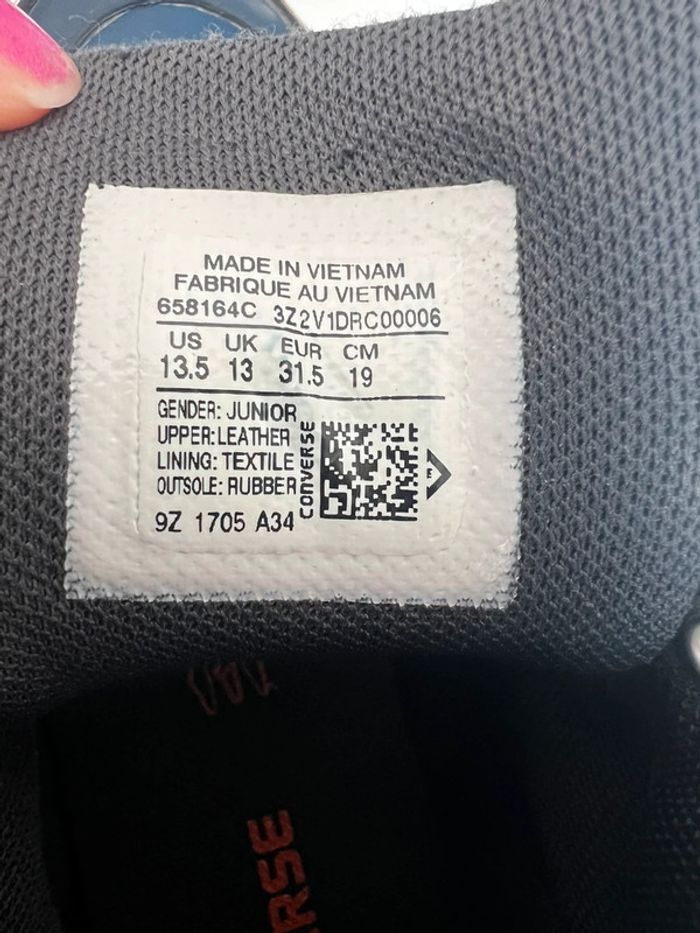 MADE IN VIETNAM
FABRIQUE AU VIETNAM
658164C 3Z2V1DRC00006
US UK EUR CM
13.5 13 31.5 19
GENDER: JUNIOR
UPPER: LEATHER
LINING: TEXTILE
OUTSOLE: RUBBER
CONVERSE
E
9Z 1705 A34
RSE